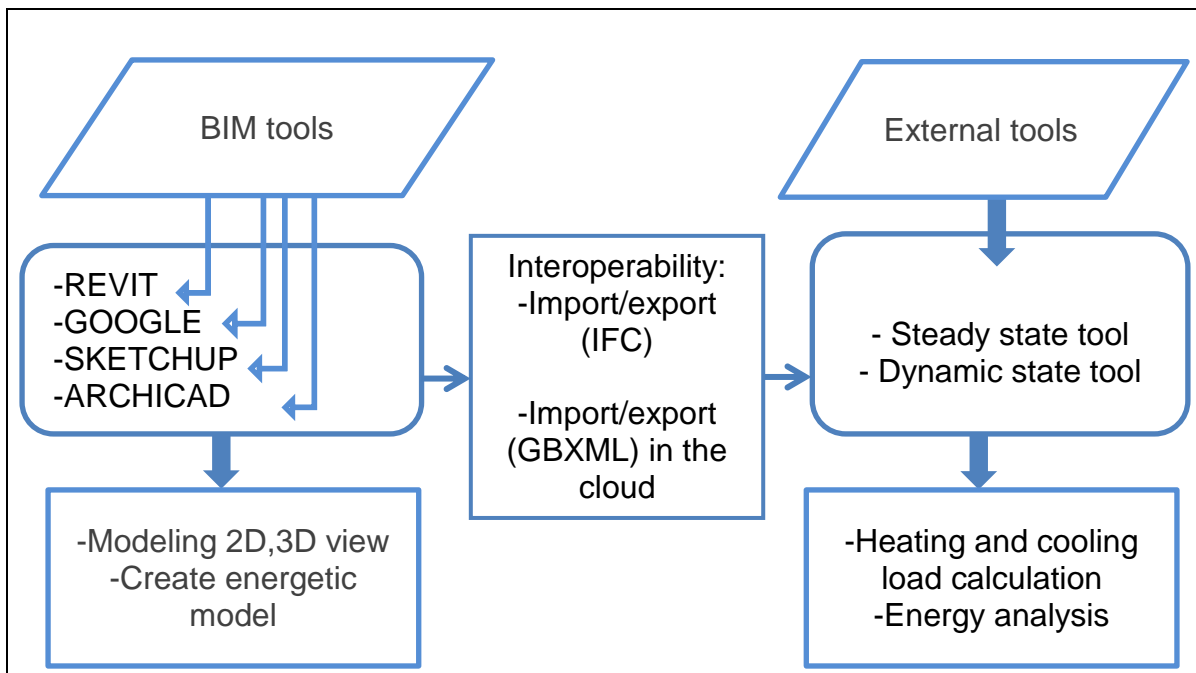 BIM tools
External tools
-REVIT
-GOOGLE
-SKETCHUP
-ARCHICAD
Interoperability:
-Import/export
(IFC)
-Import/export
(GBXML) in the
cloud
- Steady state tool
- Dynamic state tool
-Modeling 2D,3D view
-Create energetic
model
-Heating and cooling
load calculation
-Energy analysis